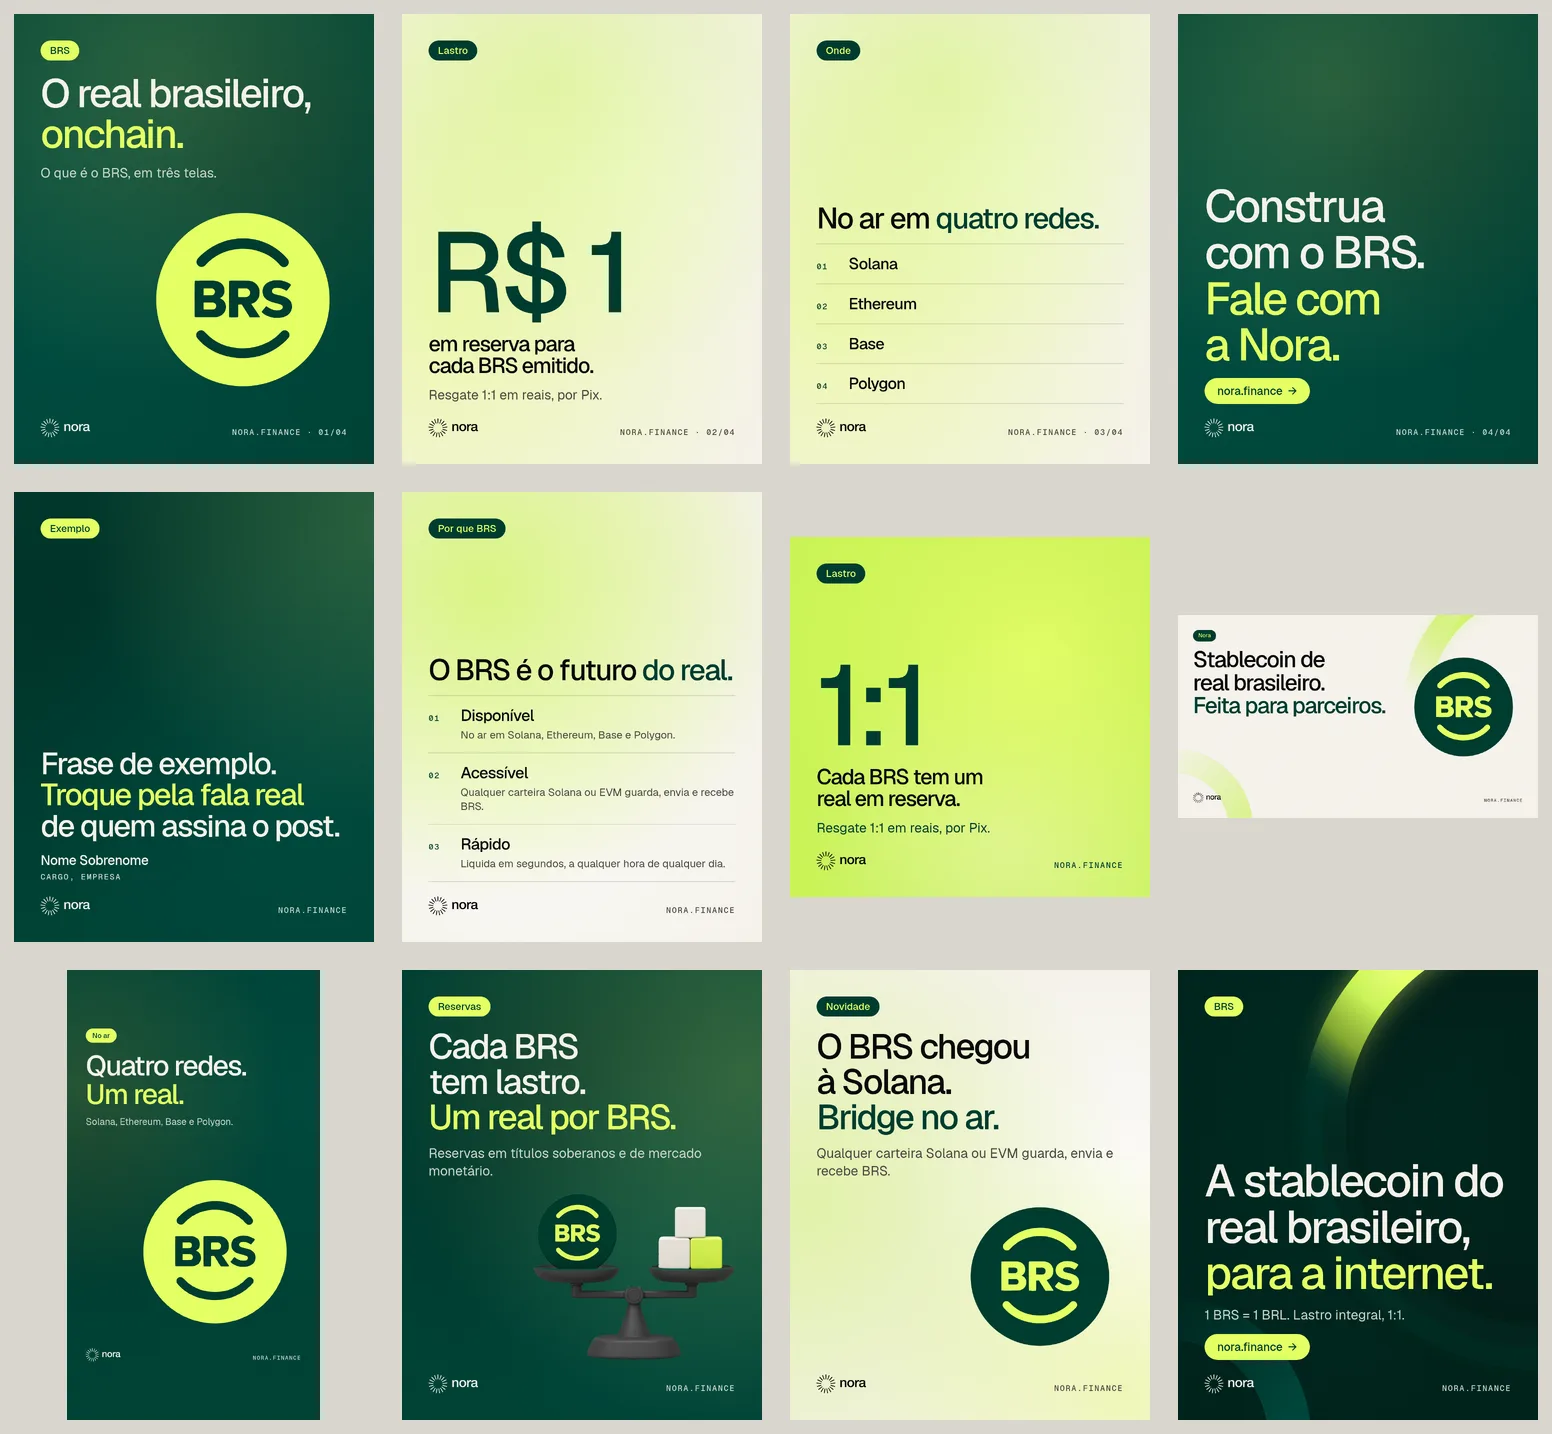 BRS
O real brasileiro,
onchain.
O que é o BRS, em três telas.
BRS
nora
NORA.FINANCE · 01/04
Lastro
R$ 1
em reserva para
cada BRS emitido.
Resgate 1:1 em reais, por Pix.
nora
NORA.FINANCE · 02/04
Onde
No ar em quatro redes.
01 Solana
02 Ethereum
03 Base
04 Polygon
nora
NORA.FINANCE · 03/04
Construa
com o BRS.
Fale com
a Nora.
nora.finance →
nora
NORA.FINANCE · 04/04
Exemplo
Frase de exemplo.
Troque pela fala real
de quem assina o post.
Nome Sobrenome
CARGO, EMPRESA
nora
NORA.FINANCE
Por que BRS
O BRS é o futuro do real.
01 Disponível
No ar em Solana, Ethereum, Base e Polygon.
02 Acessível
Qualquer carteira Solana ou EVM guarda, envia e recebe
BRS.
03 Rápido
Liquida em segundos, a qualquer hora de qualquer dia.
nora
NORA.FINANCE
Lastro
1:1
Cada BRS tem um
real em reserva.
Resgate 1:1 em reais, por Pix.
nora
NORA.FINANCE
Nora
Stablecoin de
real brasileiro.
Feita para parceiros.
BRS
nora
NORA.FINANCE
No ar
Quatro redes.
Um real.
Solana, Ethereum, Base e Polygon.
BRS
nora
NORA.FINANCE
Reservas
Cada BRS
tem lastro.
Um real por BRS.
Reservas em títulos soberanos e de mercado
monetário.
BRS
nora
NORA.FINANCE
Novidade
O BRS chegou
à Solana.
Bridge no ar.
Qualquer carteira Solana ou EVM guarda, envia e
recebe BRS.
BRS
nora
NORA.FINANCE
BRS
A stablecoin do
real brasileiro,
para a internet.
1 BRS = 1 BRL. Lastro integral, 1:1.
nora.finance →
nora
NORA.FINANCE